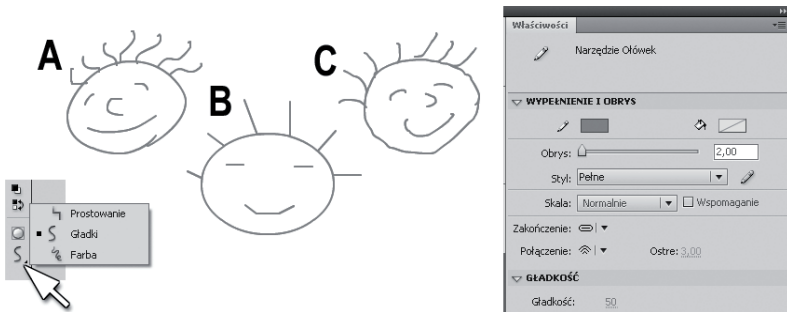 A
B
C
Prostowanie
Gładki
Farba
Właściwości
Narzędzie Ołówek
WYPEŁNIENIE I OBRYS
Obrys: 2,00
Styl: Pełne
Skala: Normalnie Wspomaganie
Zakończenie:
Połączenie: Ostre: 3,00
GŁADKOŚĆ
Gładkość: 50